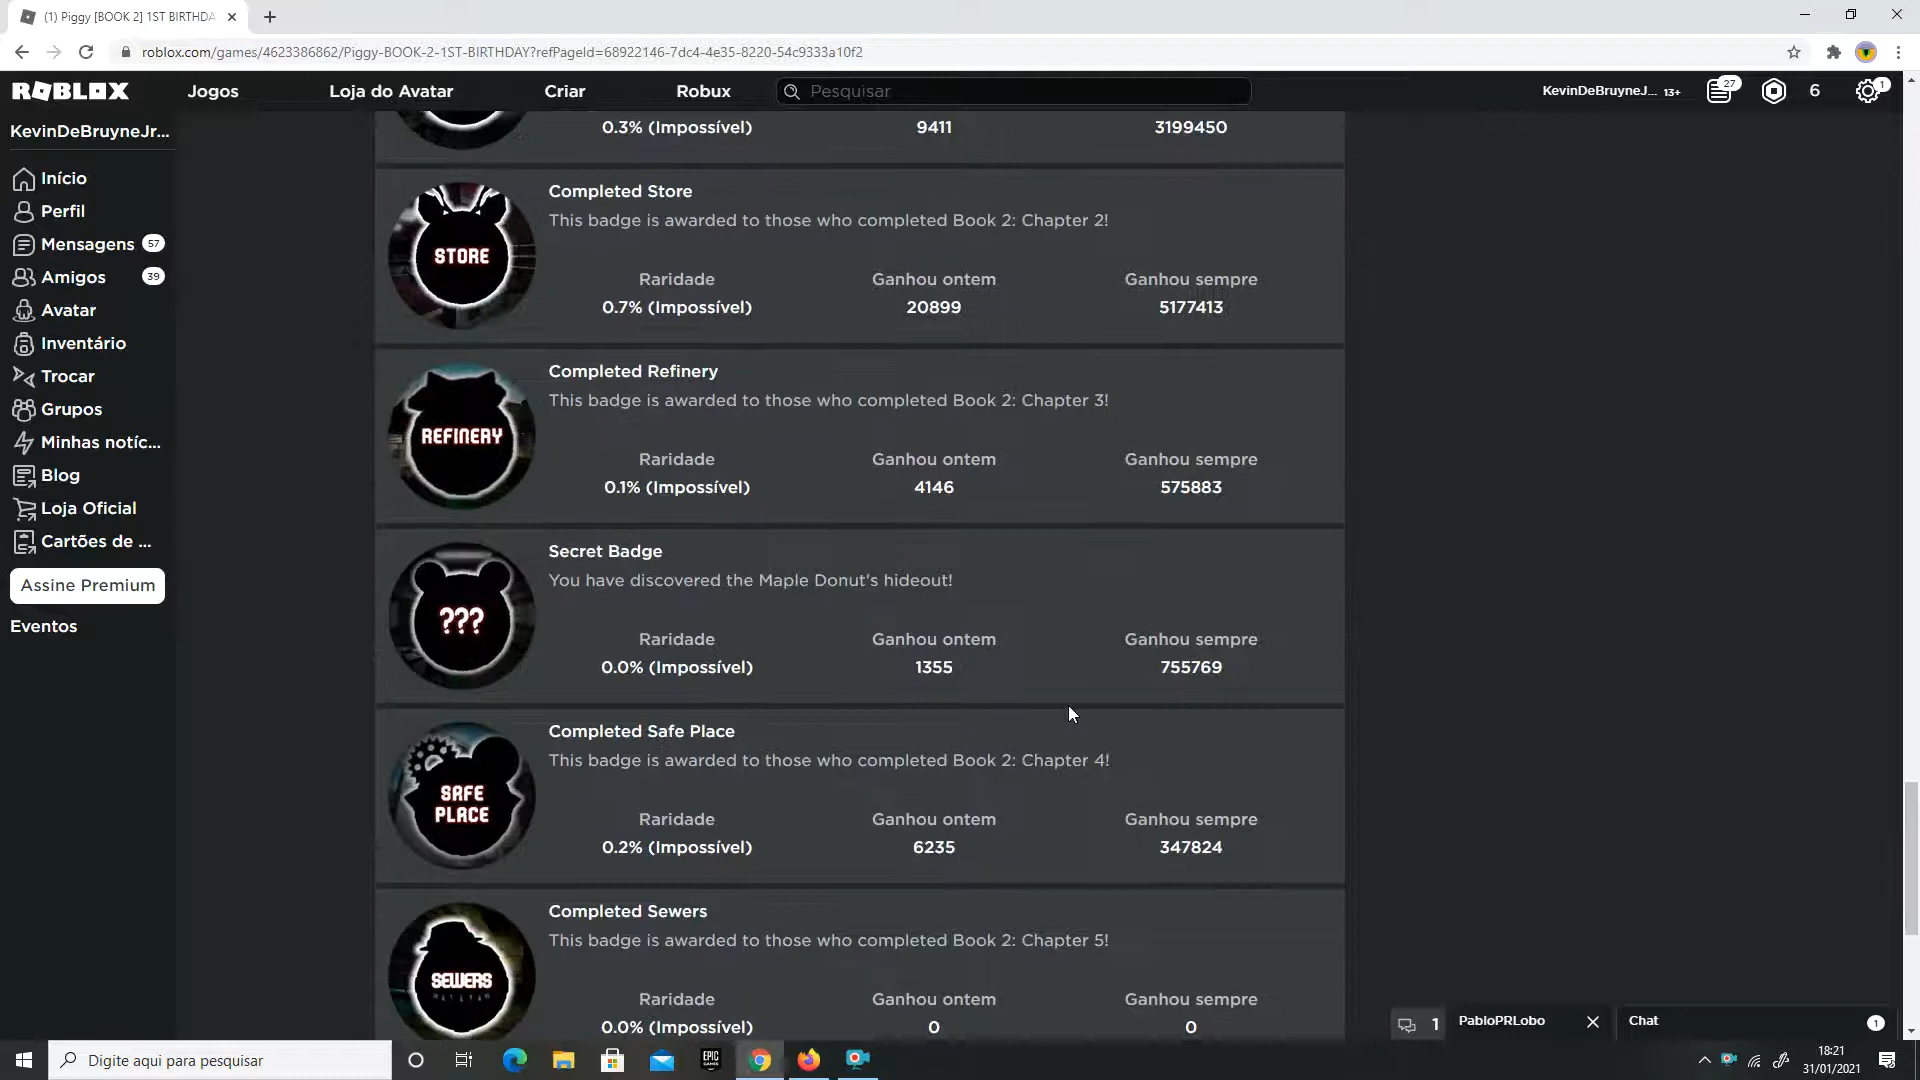 (1) Piggy [BOOK 2] 1ST BIRTHDA
roblox.com/games/4623386862/Piggy-BOOK-2-1ST-BIRTHDAY?refPageId=68922146-7dc4-4e35-8220-54c9333a10f2
ROBLOX Jogos Loja do Avatar Criar Robux Pesquisar KevinDeBruyneJ... 13+ 27 6 1
KevinDeBruyneJr...
Início
Perfil
Mensagens 57
Amigos 39
Avatar
Inventário
Trocar
Grupos
Minhas notíc...
Blog
Loja Oficial
Cartões de ...
Assine Premium
Eventos
0.3% (Impossível) 9411 3199450
STORE
Completed Store
This badge is awarded to those who completed Book 2: Chapter 2!
Raridade Ganhou ontem Ganhou sempre
0.7% (Impossível) 20899 5177413
REFINERY
Completed Refinery
This badge is awarded to those who completed Book 2: Chapter 3!
Raridade Ganhou ontem Ganhou sempre
0.1% (Impossível) 4146 575883
???
Secret Badge
You have discovered the Maple Donut's hideout!
Raridade Ganhou ontem Ganhou sempre
0.0% (Impossível) 1355 755769
SAFE
PLACE
Completed Safe Place
This badge is awarded to those who completed Book 2: Chapter 4!
Raridade Ganhou ontem Ganhou sempre
0.2% (Impossível) 6235 347824
SEWERS
Completed Sewers
This badge is awarded to those who completed Book 2: Chapter 5!
Raridade Ganhou ontem Ganhou sempre
0.0% (Impossível) 0 0
1 PabloPRLobo Chat 1
Digite aqui para pesquisar
EPIC
GAMES
18:21
31/01/2021